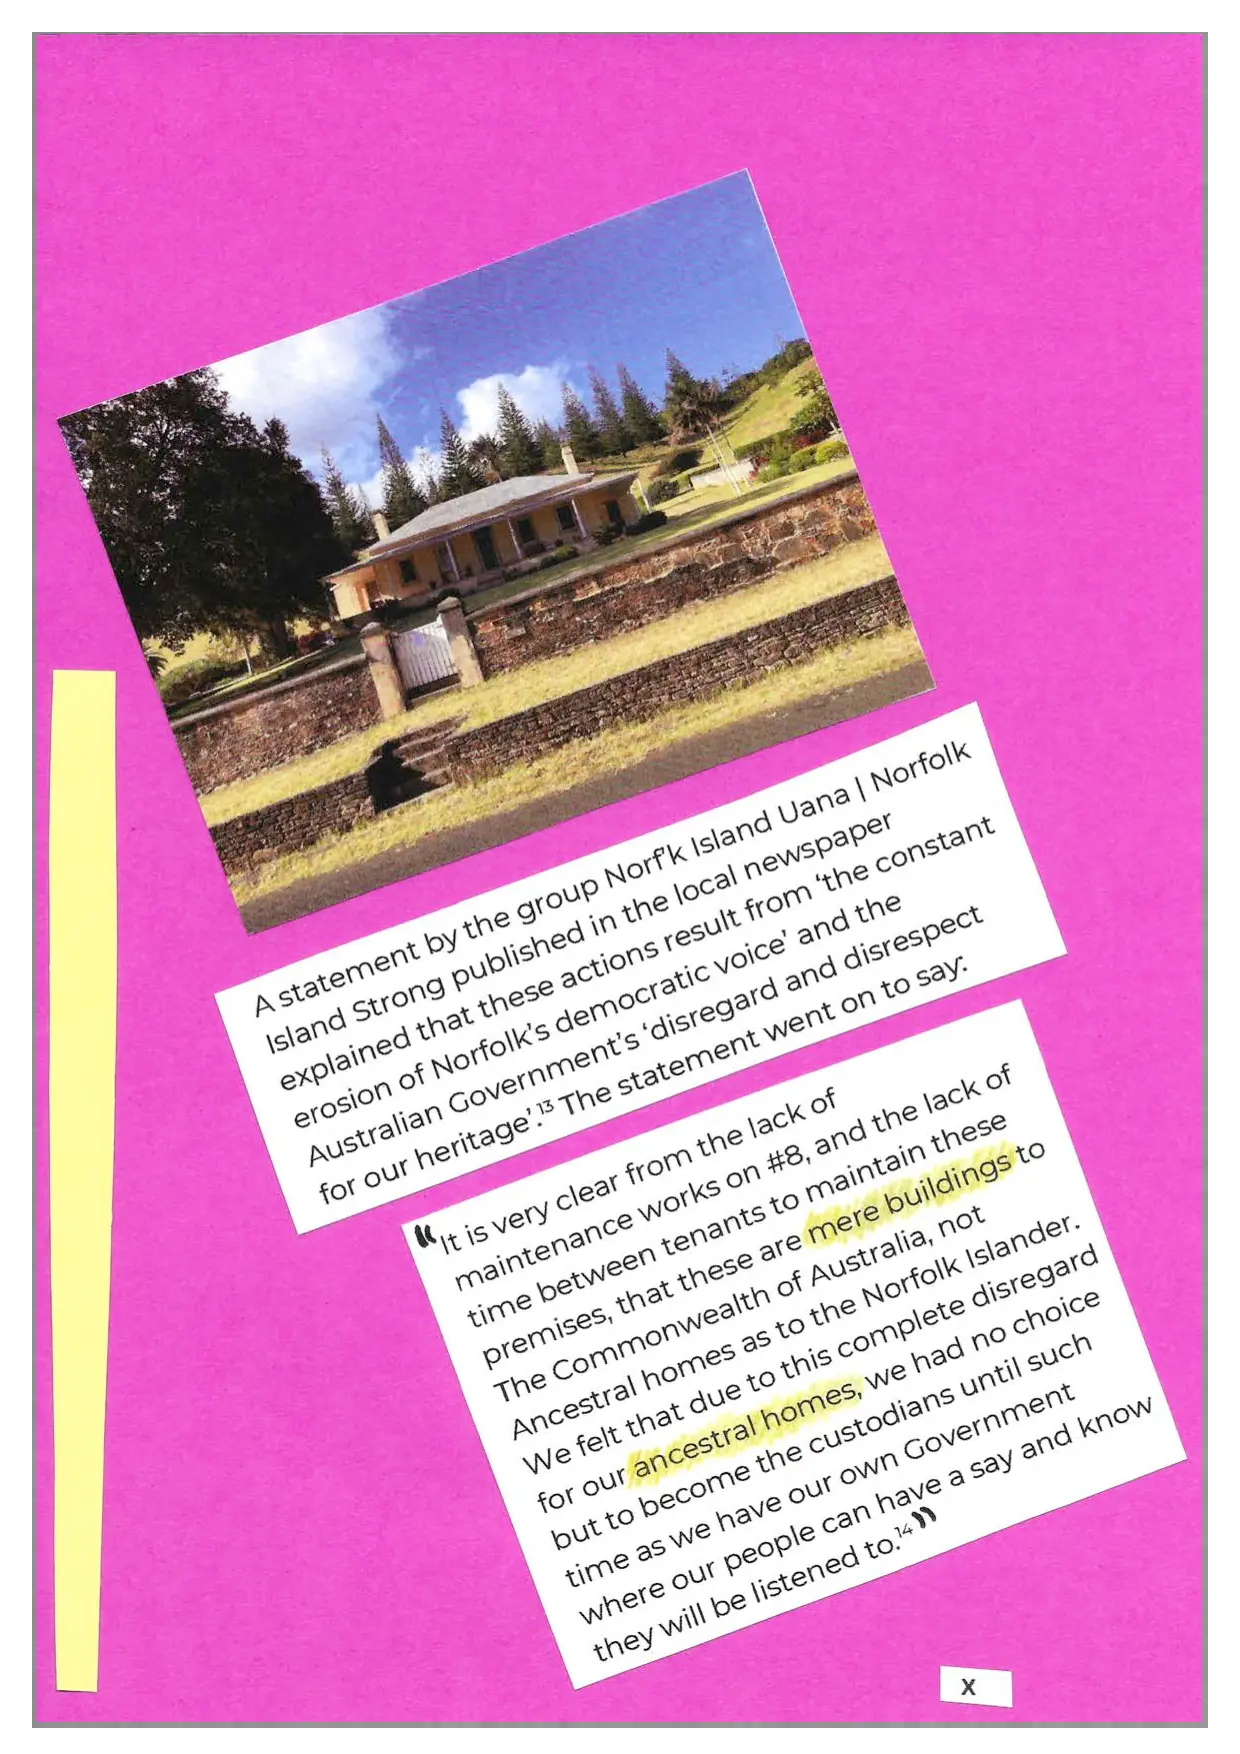 A statement by the group Norf'k Island Uana | Norfolk
Island Strong published in the local newspaper
explained that these actions result from ‘the constant
erosion of Norfolk’s democratic voice’ and the
Australian Government’s ‘disregard and disrespect
for our heritage’.¹³ The statement went on to say:
“It is very clear from the lack of
maintenance works on #8, and the lack of
time between tenants to maintain these
premises, that these are mere buildings to
The Commonwealth of Australia, not
Ancestral homes as to the Norfolk Islander.
We felt that due to this complete disregard
for our ancestral homes, we had no choice
but to become the custodians until such
time as we have our own Government
where our people can have a say and know
they will be listened to.¹⁴”
X